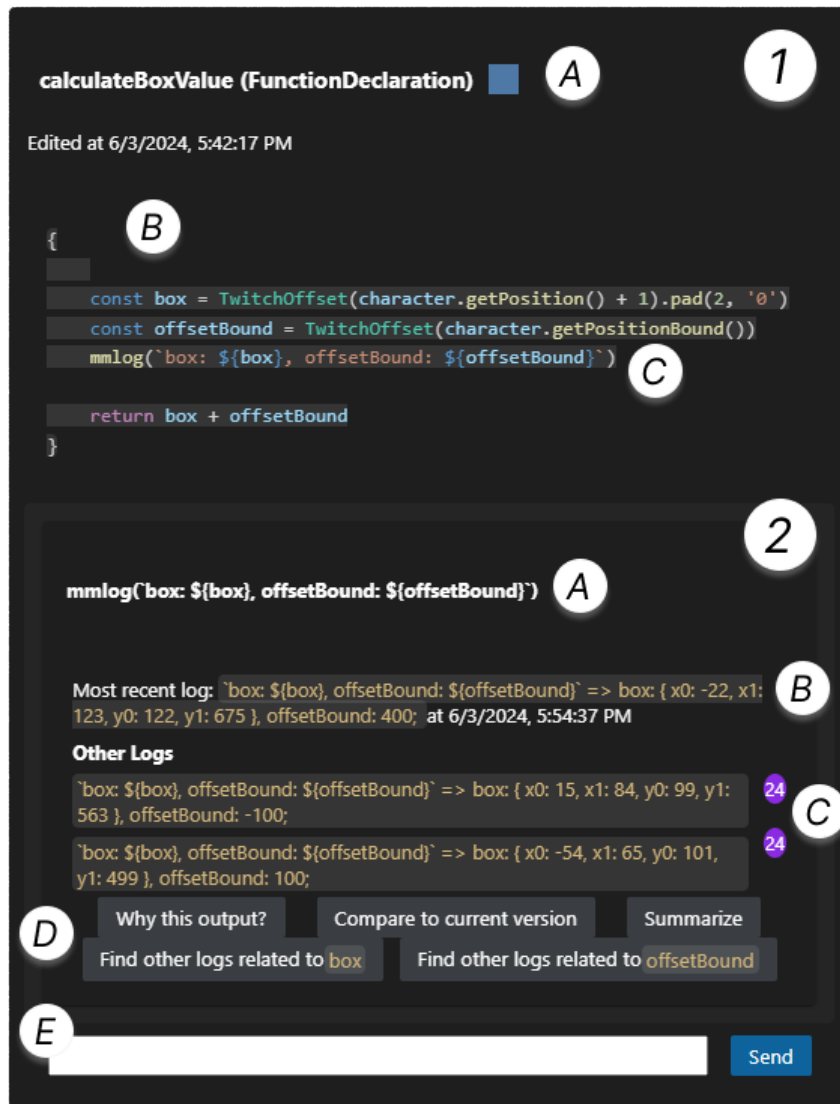 calculateBoxValue (FunctionDeclaration) A 1
Edited at 6/3/2024, 5:42:17 PM
B
{
const box = TwitchOffset(character.getPosition() + 1).pad(2, '0')
const offsetBound = TwitchOffset(character.getPositionBound())
mmlog(`box: ${box}, offsetBound: ${offsetBound}`) C
return box + offsetBound
}
2
mmlog(`box: ${box}, offsetBound: ${offsetBound}`) A
Most recent log: `box: ${box}, offsetBound: ${offsetBound}` => box: { x0: -22, x1: B
123, y0: 122, y1: 675 }, offsetBound: 400; at 6/3/2024, 5:54:37 PM
Other Logs
`box: ${box}, offsetBound: ${offsetBound}` => box: { x0: 15, x1: 84, y0: 99, y1: 24
563 }, offsetBound: -100; C
`box: ${box}, offsetBound: ${offsetBound}` => box: { x0: -54, x1: 65, y0: 101, 24
y1: 499 }, offsetBound: 100;
D Why this output? Compare to current version Summarize
Find other logs related to box Find other logs related to offsetBound
E
Send